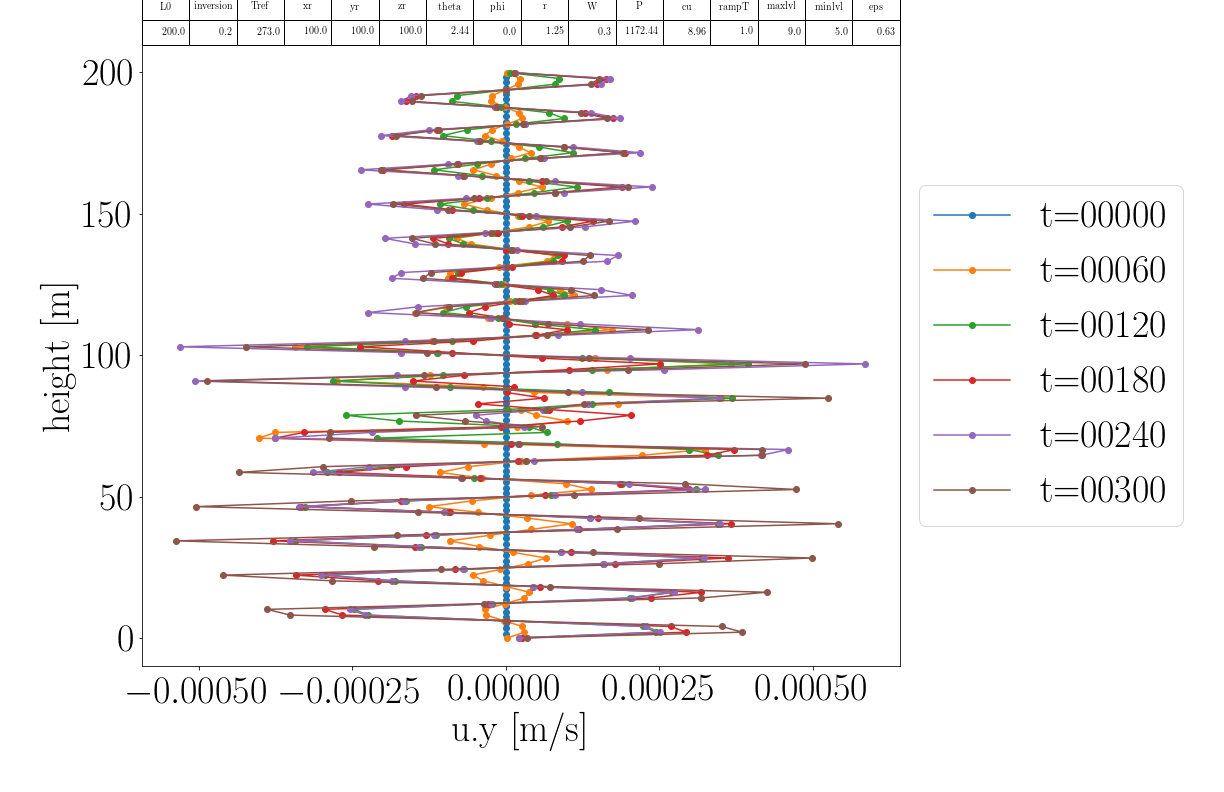 L0 inversion Tref xr yr zr theta phi r W P cu rampT maxlvl minlvl eps
200.0 0.2 273.0 100.0 100.0 100.0 2.44 0.0 1.25 0.3 1172.44 8.96 1.0 9.0 5.0 0.63
200
150
100
50
0
height [m]
−0.00050 −0.00025 0.00000 0.00025 0.00050
u.y [m/s]
t=00000
t=00060
t=00120
t=00180
t=00240
t=00300